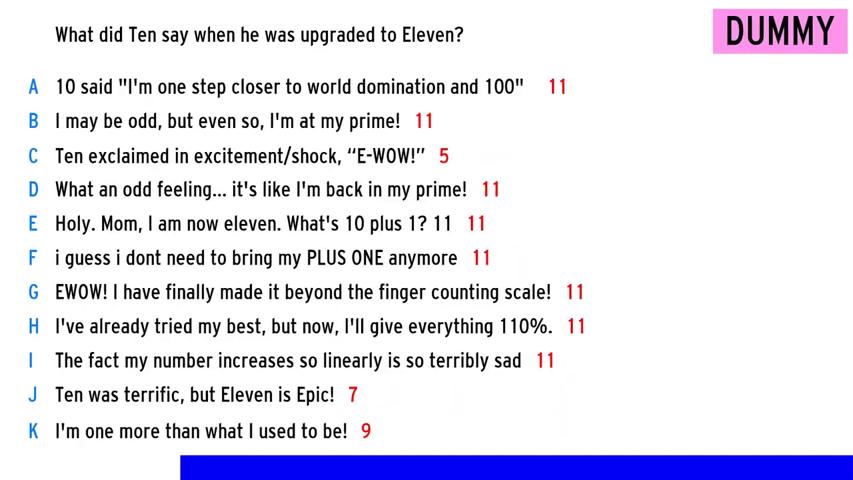 What did Ten say when he was upgraded to Eleven?
DUMMY
A 10 said "I'm one step closer to world domination and 100" 11
B I may be odd, but even so, I'm at my prime! 11
C Ten exclaimed in excitement/shock, “E-WOW!” 5
D What an odd feeling... it's like I'm back in my prime! 11
E Holy. Mom, I am now eleven. What's 10 plus 1? 11 11
F i guess i dont need to bring my PLUS ONE anymore 11
G EWOW! I have finally made it beyond the finger counting scale! 11
H I've already tried my best, but now, I'll give everything 110%. 11
I The fact my number increases so linearly is so terribly sad 11
J Ten was terrific, but Eleven is Epic! 7
K I'm one more than what I used to be! 9